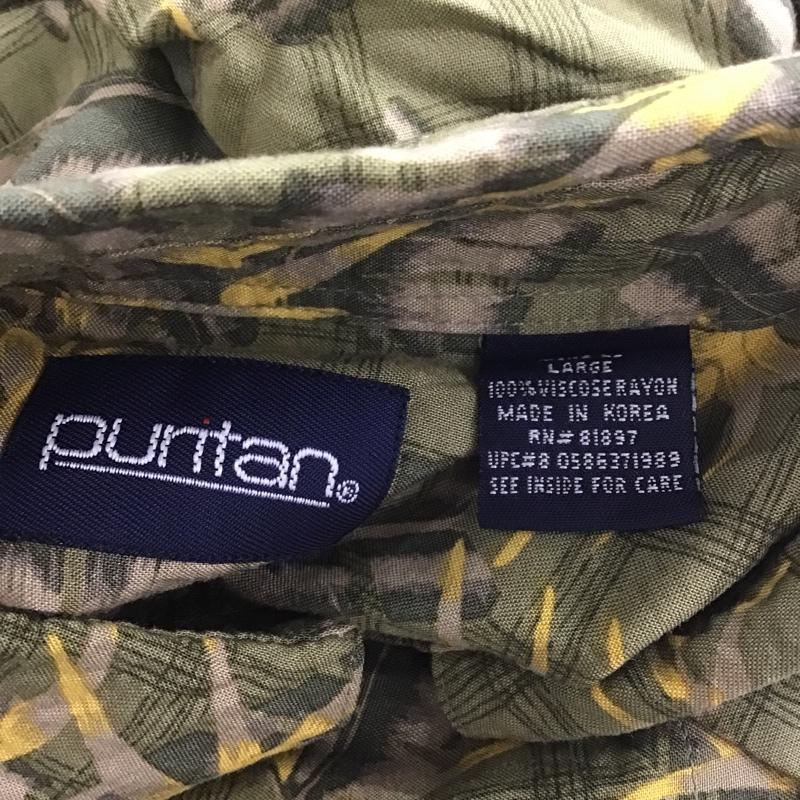 puritan®
LARGE
100% VISCOSE RAYON
MADE IN KOREA
RN# 81897
UPC#8 0586371989
SEE INSIDE FOR CARE